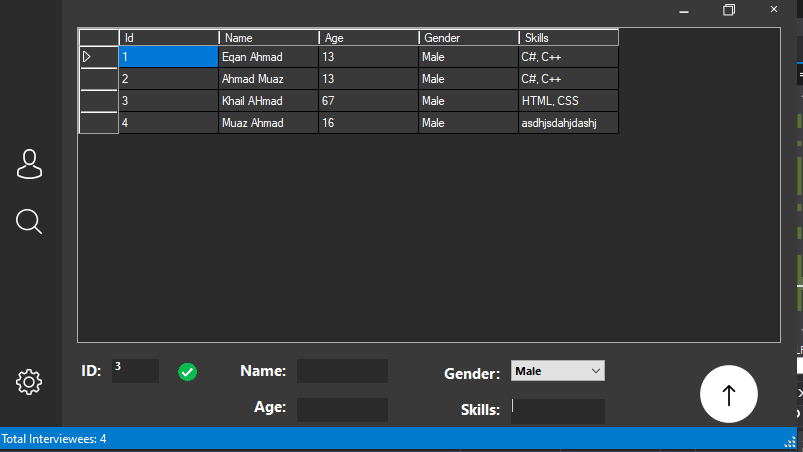 Id Name Age Gender Skills
1 Eqan Ahmad 13 Male C#, C++
2 Ahmad Muaz 13 Male C#, C++
3 Khail AHmad 67 Male HTML, CSS
4 Muaz Ahmad 16 Male asdhjsdahjdashj
ID: 3 Name: Gender: Male
Age: Skills:
Total Interviewees: 4